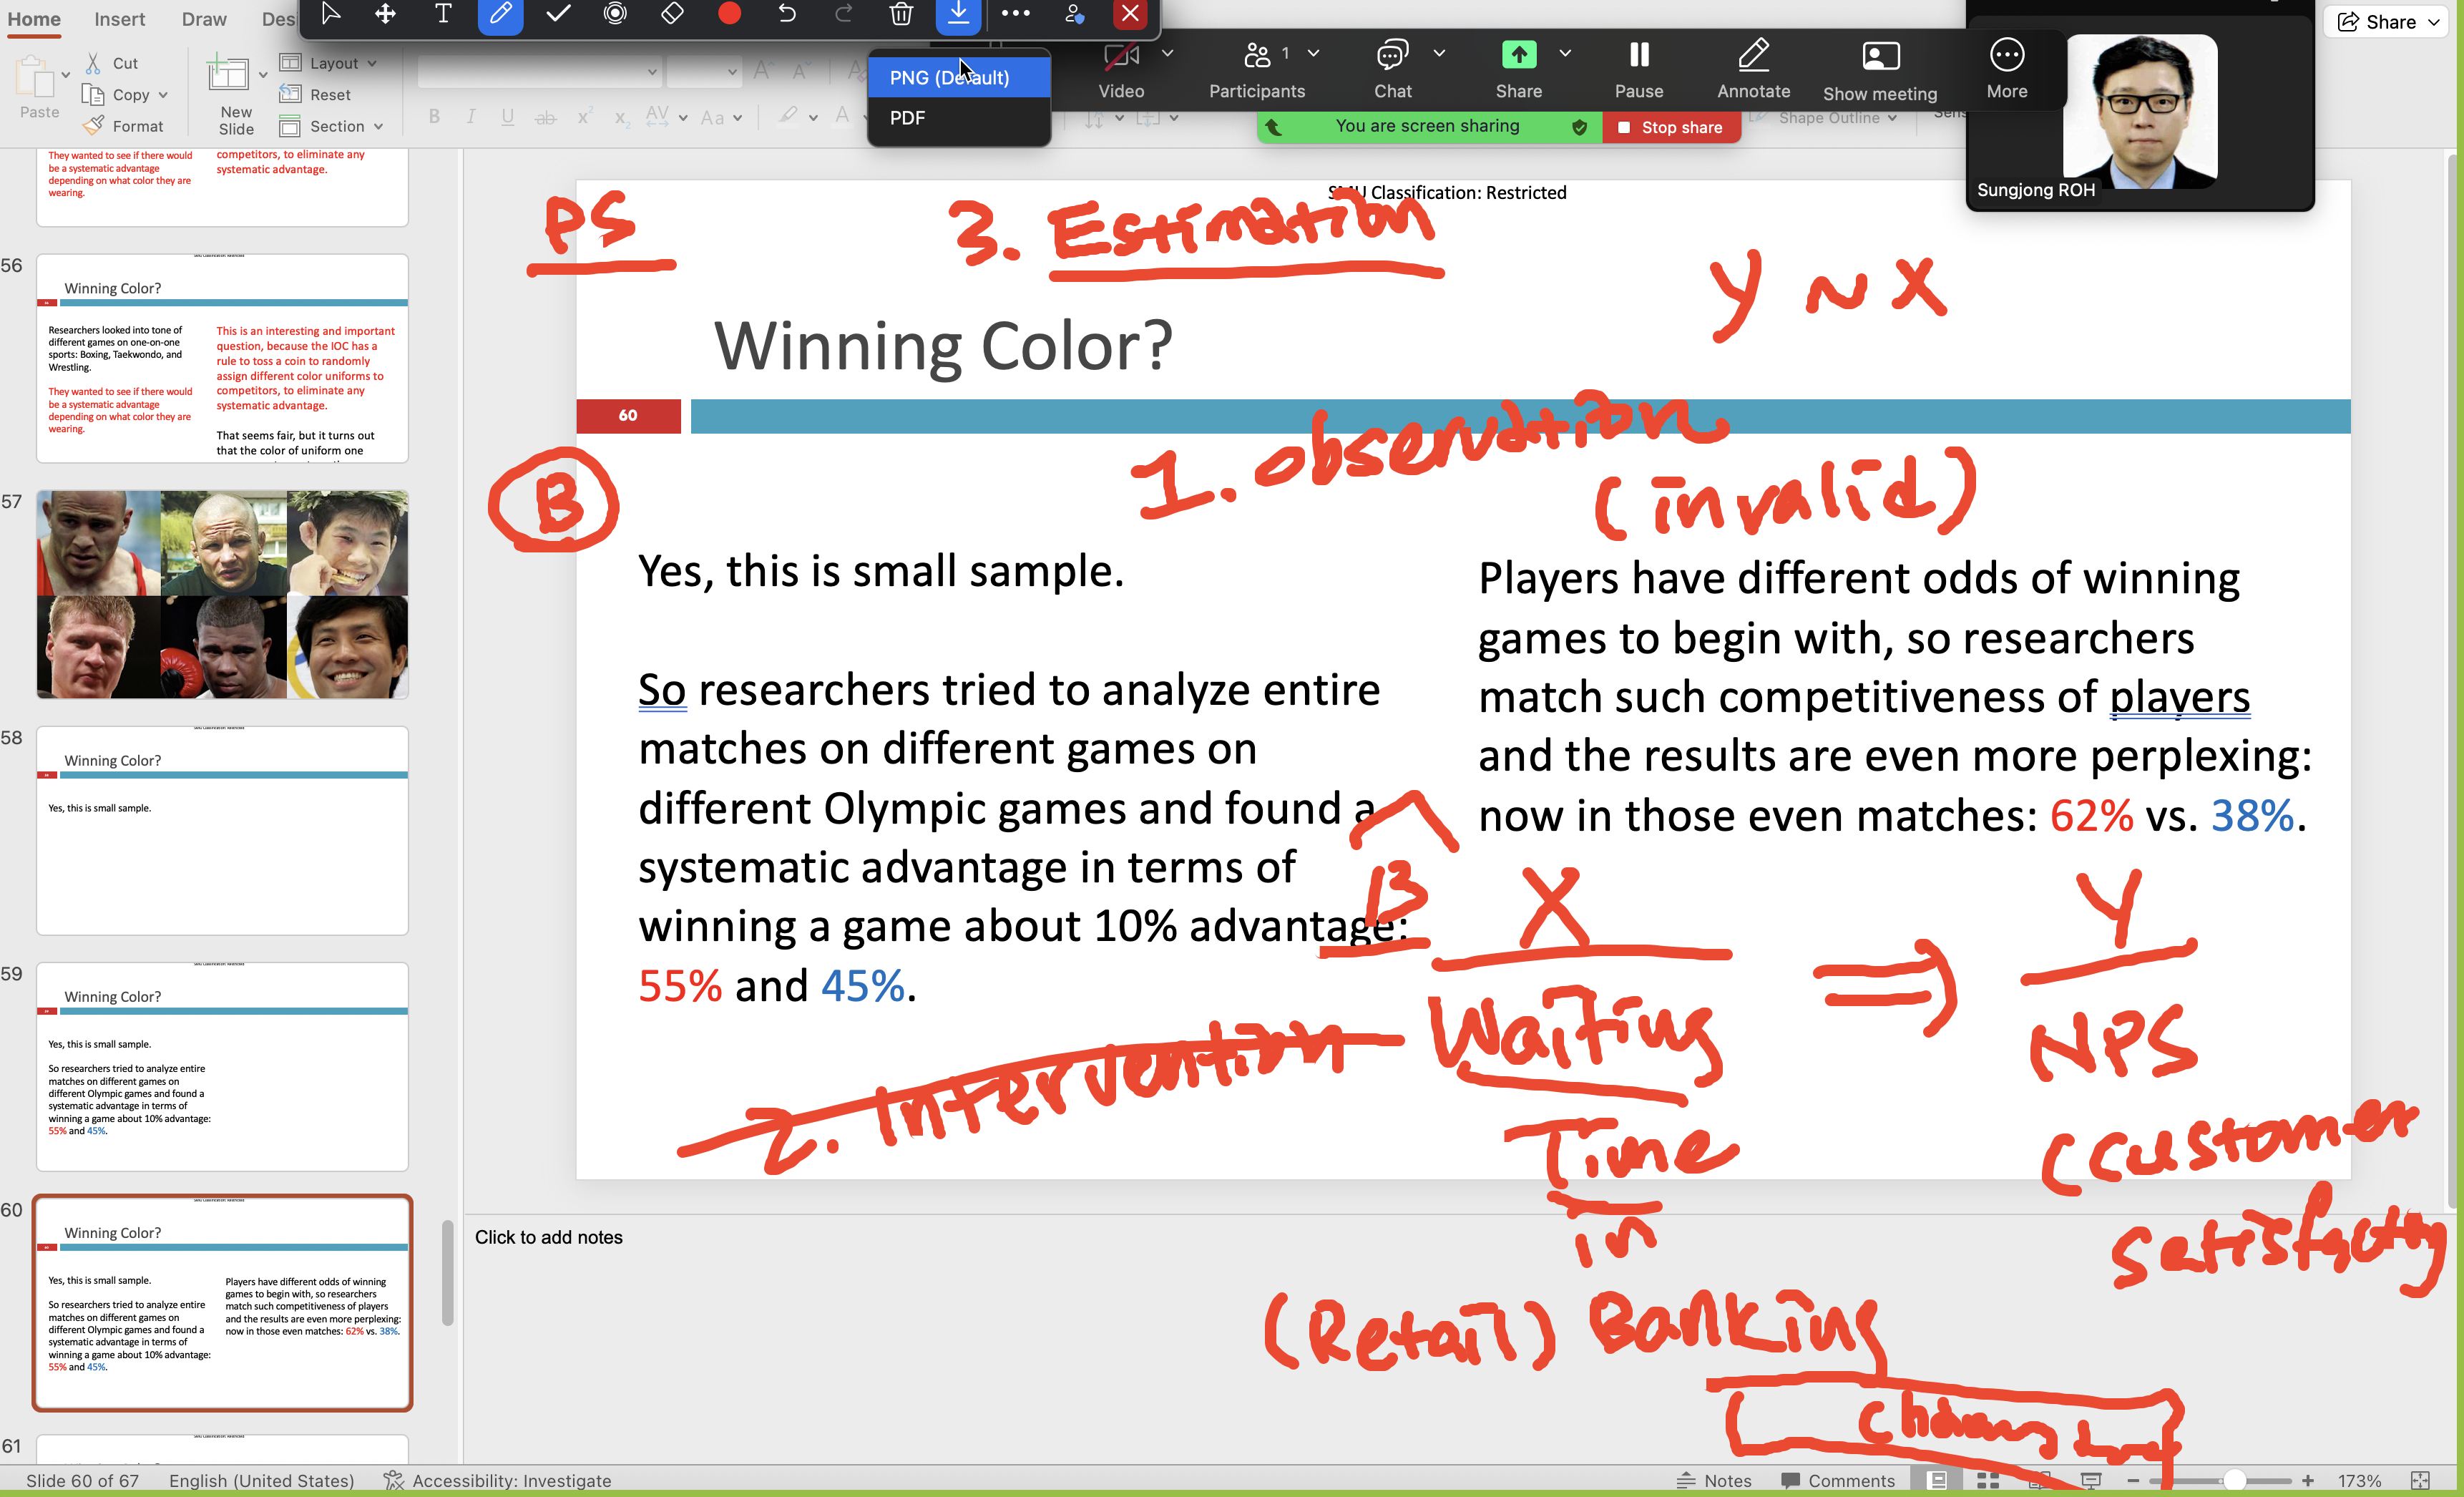 Home Insert Draw Des
Share
Paste
Cut
Copy
Format
New Slide
Layout
Reset
Section
PNG (Default)
PDF
Video
Participants 1
Chat
Share
Pause
Annotate
Show meeting
More
You are screen sharing
Stop share
Shape Outline
Sens
Sungjong ROH
They wanted to see if there would
be a systematic advantage
depending on what color they are
wearing.
competitors, to eliminate any
systematic advantage.
56
Winning Color?
Researchers looked into tone of
different games on one-on-one
sports: Boxing, Taekwondo, and
Wrestling.
They wanted to see if there would
be a systematic advantage
depending on what color they are
wearing.
This is an interesting and important
question, because the IOC has a
rule to toss a coin to randomly
assign different color uniforms to
competitors, to eliminate any
systematic advantage.
That seems fair, but it turns out
that the color of uniform one
57
58
Winning Color?
Yes, this is small sample.
59
Winning Color?
Yes, this is small sample.
So researchers tried to analyze entire
matches on different games on
different Olympic games and found a
systematic advantage in terms of
winning a game about 10% advantage:
55% and 45%.
60
Winning Color?
Yes, this is small sample.
So researchers tried to analyze entire
matches on different games on
different Olympic games and found a
systematic advantage in terms of
winning a game about 10% advantage:
55% and 45%.
Players have different odds of winning
games to begin with, so researchers
match such competitiveness of players
and the results are even more perplexing:
now in those even matches: 62% vs. 38%.
61
SMU Classification: Restricted
PS
3. Estimation
Y ~ X
Winning Color?
60
1. observation
(invalid)
B
Yes, this is small sample.
So researchers tried to analyze entire
matches on different games on
different Olympic games and found a
systematic advantage in terms of
winning a game about 10% advantage:
55% and 45%.
Players have different odds of winning
games to begin with, so researchers
match such competitiveness of players
and the results are even more perplexing:
now in those even matches: 62% vs. 38%.
B X ⇒ Y
2. Intervention
Waiting
Time
in
(Retail) Banking
NPS
(Customer
Click to add notes
Slide 60 of 67 English (United States) Accessibility: Investigate
Notes Comments 173%